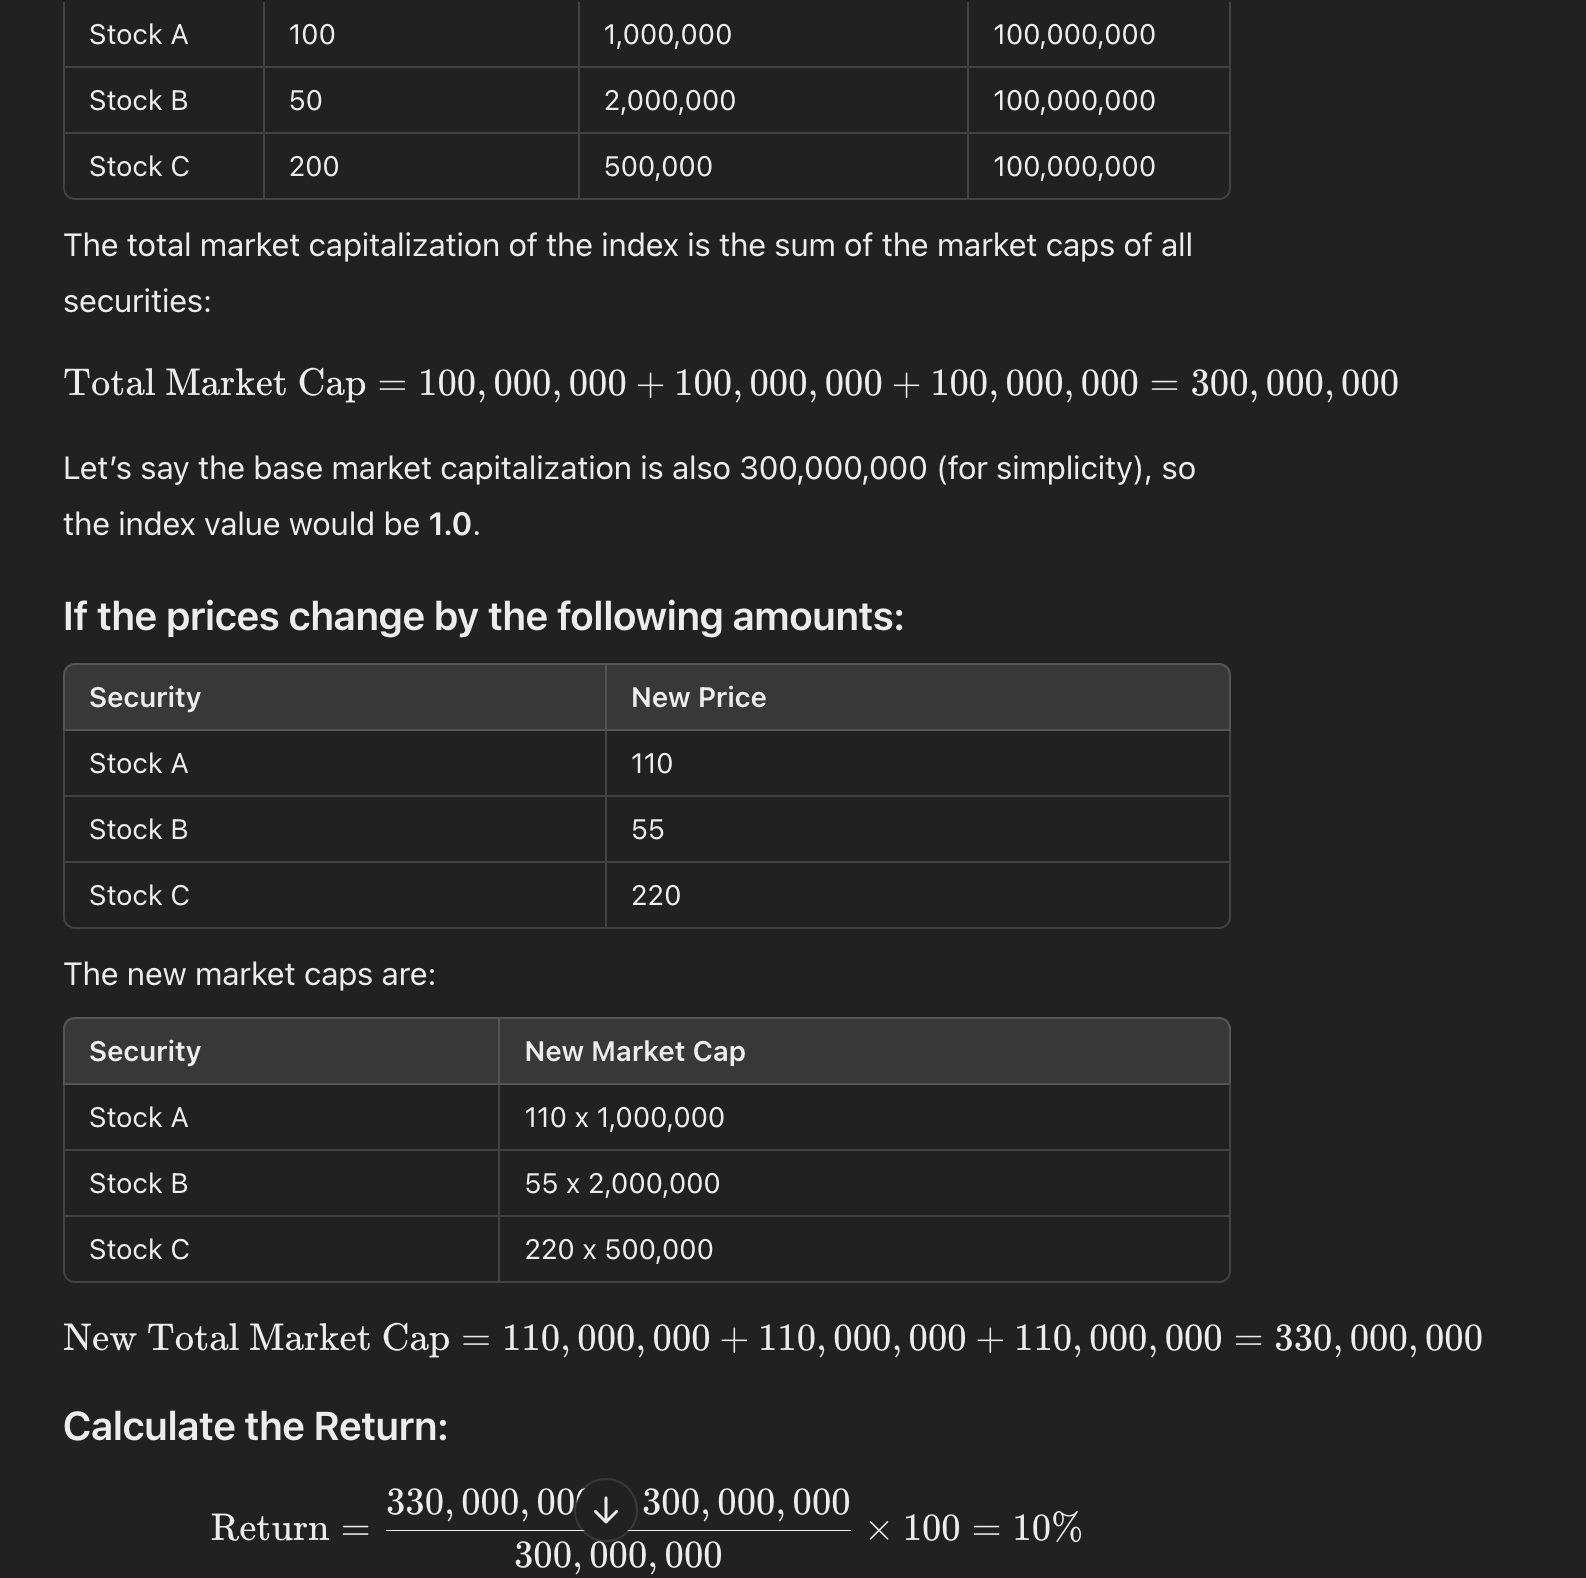 Stock A 100 1,000,000 100,000,000
Stock B 50 2,000,000 100,000,000
Stock C 200 500,000 100,000,000
The total market capitalization of the index is the sum of the market caps of all
securities:
Total Market Cap = 100,000,000 + 100,000,000 + 100,000,000 = 300,000,000
Let’s say the base market capitalization is also 300,000,000 (for simplicity), so
the index value would be 1.0.
If the prices change by the following amounts:
Security New Price
Stock A 110
Stock B 55
Stock C 220
The new market caps are:
Security New Market Cap
Stock A 110 x 1,000,000
Stock B 55 x 2,000,000
Stock C 220 x 500,000
New Total Market Cap = 110,000,000 + 110,000,000 + 110,000,000 = 330,000,000
Calculate the Return:
330,000,00 300,000,000
Return = × 100 = 10%
300,000,000